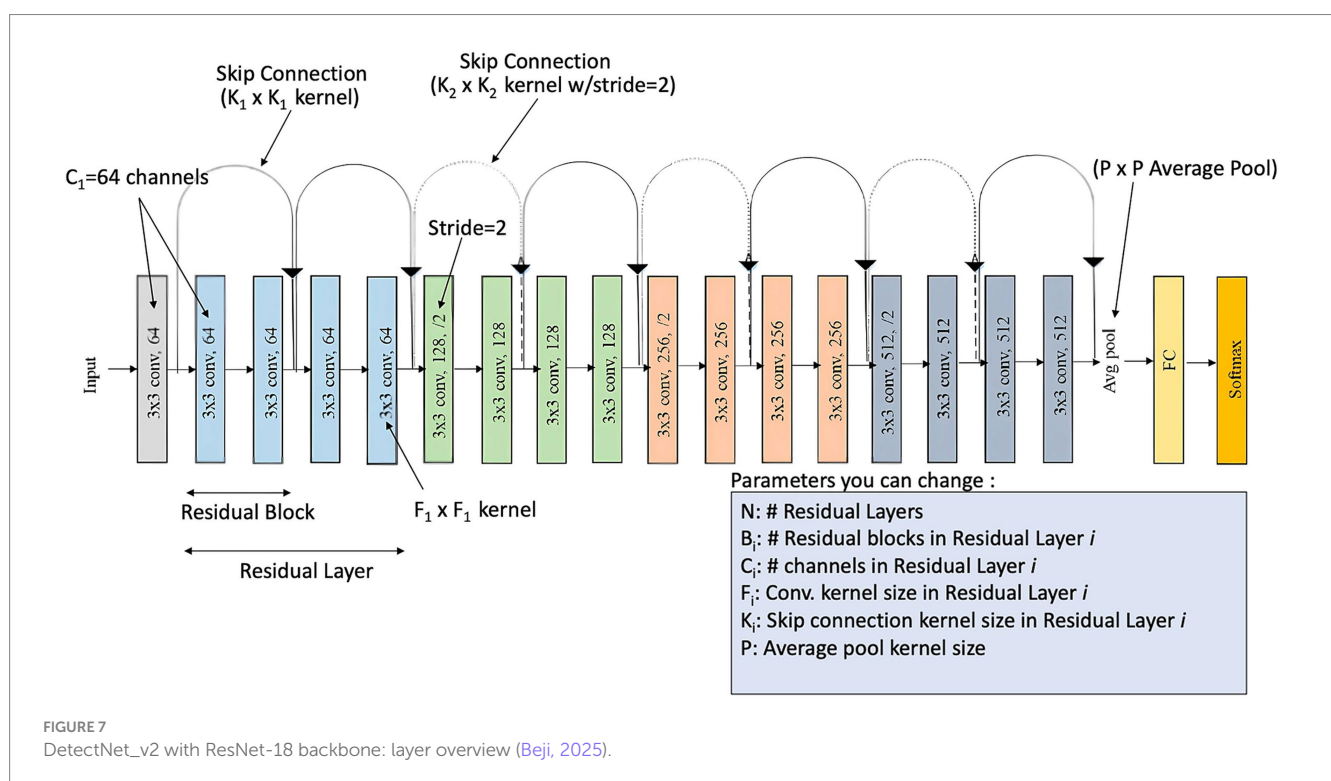 Skip Connection
(K₁ x K₁ kernel)
Skip Connection
(K₂ x K₂ kernel w/stride=2)
C₁=64 channels
Stride=2
(P x P Average Pool)
Input
3x3 conv, 64
3x3 conv, 64
3x3 conv, 64
3x3 conv, 64
3x3 conv, 64
3x3 conv, 128, /2
3x3 conv, 128
3x3 conv, 128
3x3 conv, 128
3x3 conv, 256, /2
3x3 conv, 256
3x3 conv, 256
3x3 conv, 256
3x3 conv, 512, /2
3x3 conv, 512
3x3 conv, 512
3x3 conv, 512
Avg pool
FC
Softmax
Residual Block
F₁ x F₁ kernel
Residual Layer
Parameters you can change :
N: # Residual Layers
Bᵢ: # Residual blocks in Residual Layer i
Cᵢ: # channels in Residual Layer i
Fᵢ: Conv. kernel size in Residual Layer i
Kᵢ: Skip connection kernel size in Residual Layer i
P: Average pool kernel size
FIGURE 7
DetectNet_v2 with ResNet-18 backbone: layer overview (Beji, 2025).